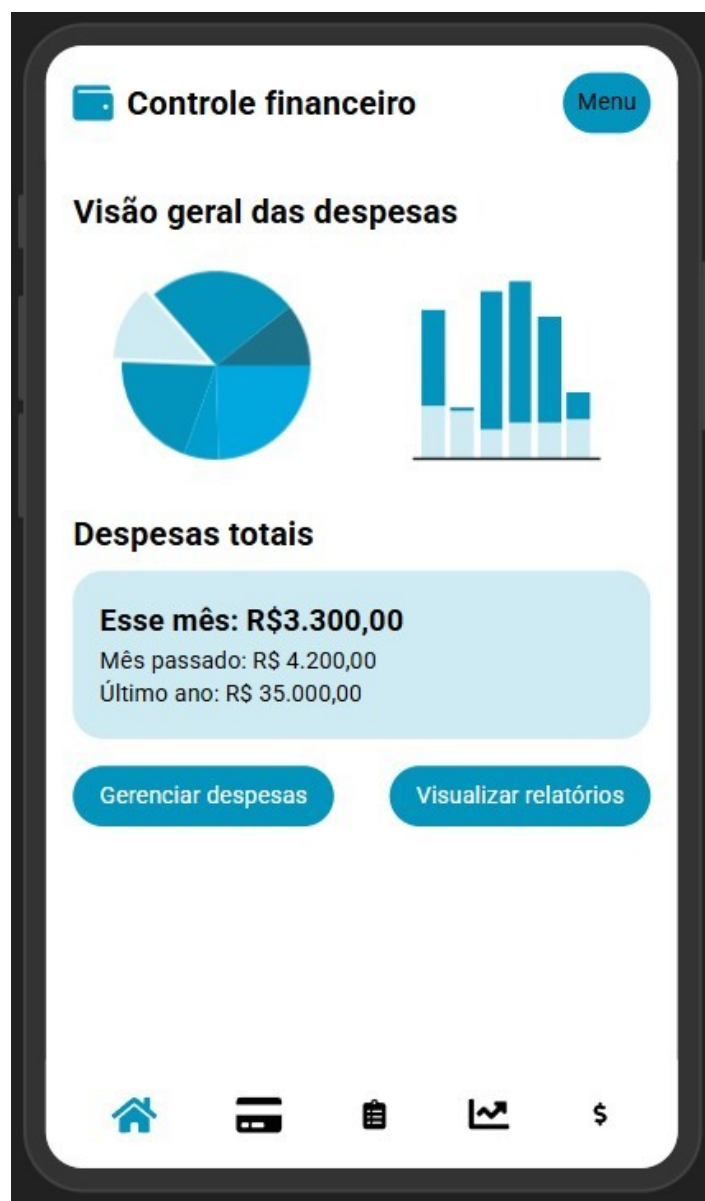 Controle financeiro
Menu
Visão geral das despesas
Despesas totais
Esse mês: R$3.300,00
Mês passado: R$ 4.200,00
Último ano: R$ 35.000,00
Gerenciar despesas
Visualizar relatórios
$